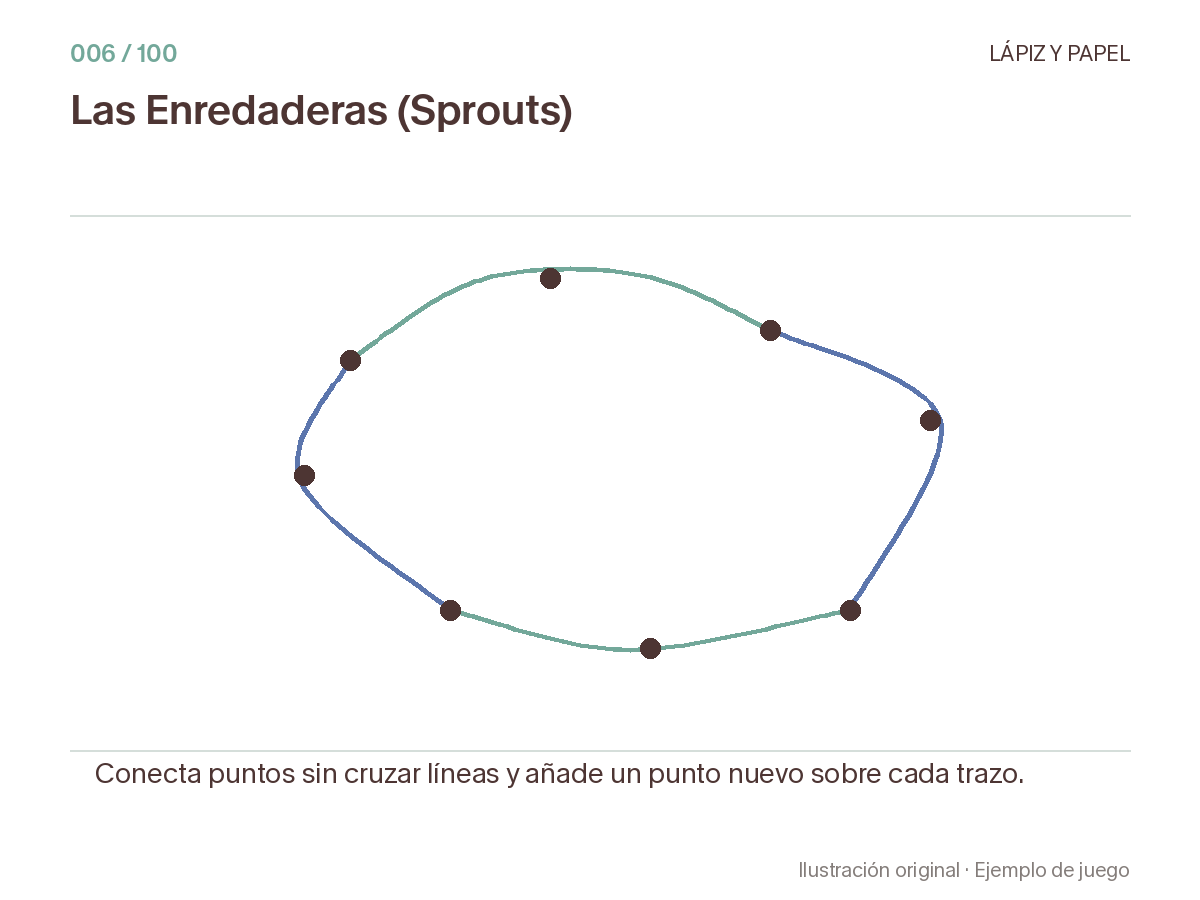 006 / 100
LÁPIZ Y PAPEL
Las Enredaderas (Sprouts)
Conecta puntos sin cruzar líneas y añade un punto nuevo sobre cada trazo.
Ilustración original · Ejemplo de juego